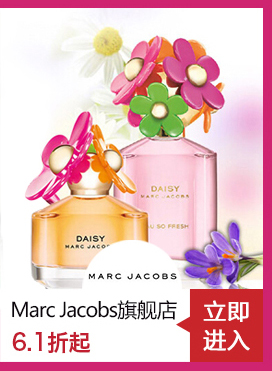 DAISY
MARC JACOBS
DAISY
MARC JACOBS
SO FRESH
MARC JACOBS
Marc Jacobs旗舰店
6.1折起
立即
进入